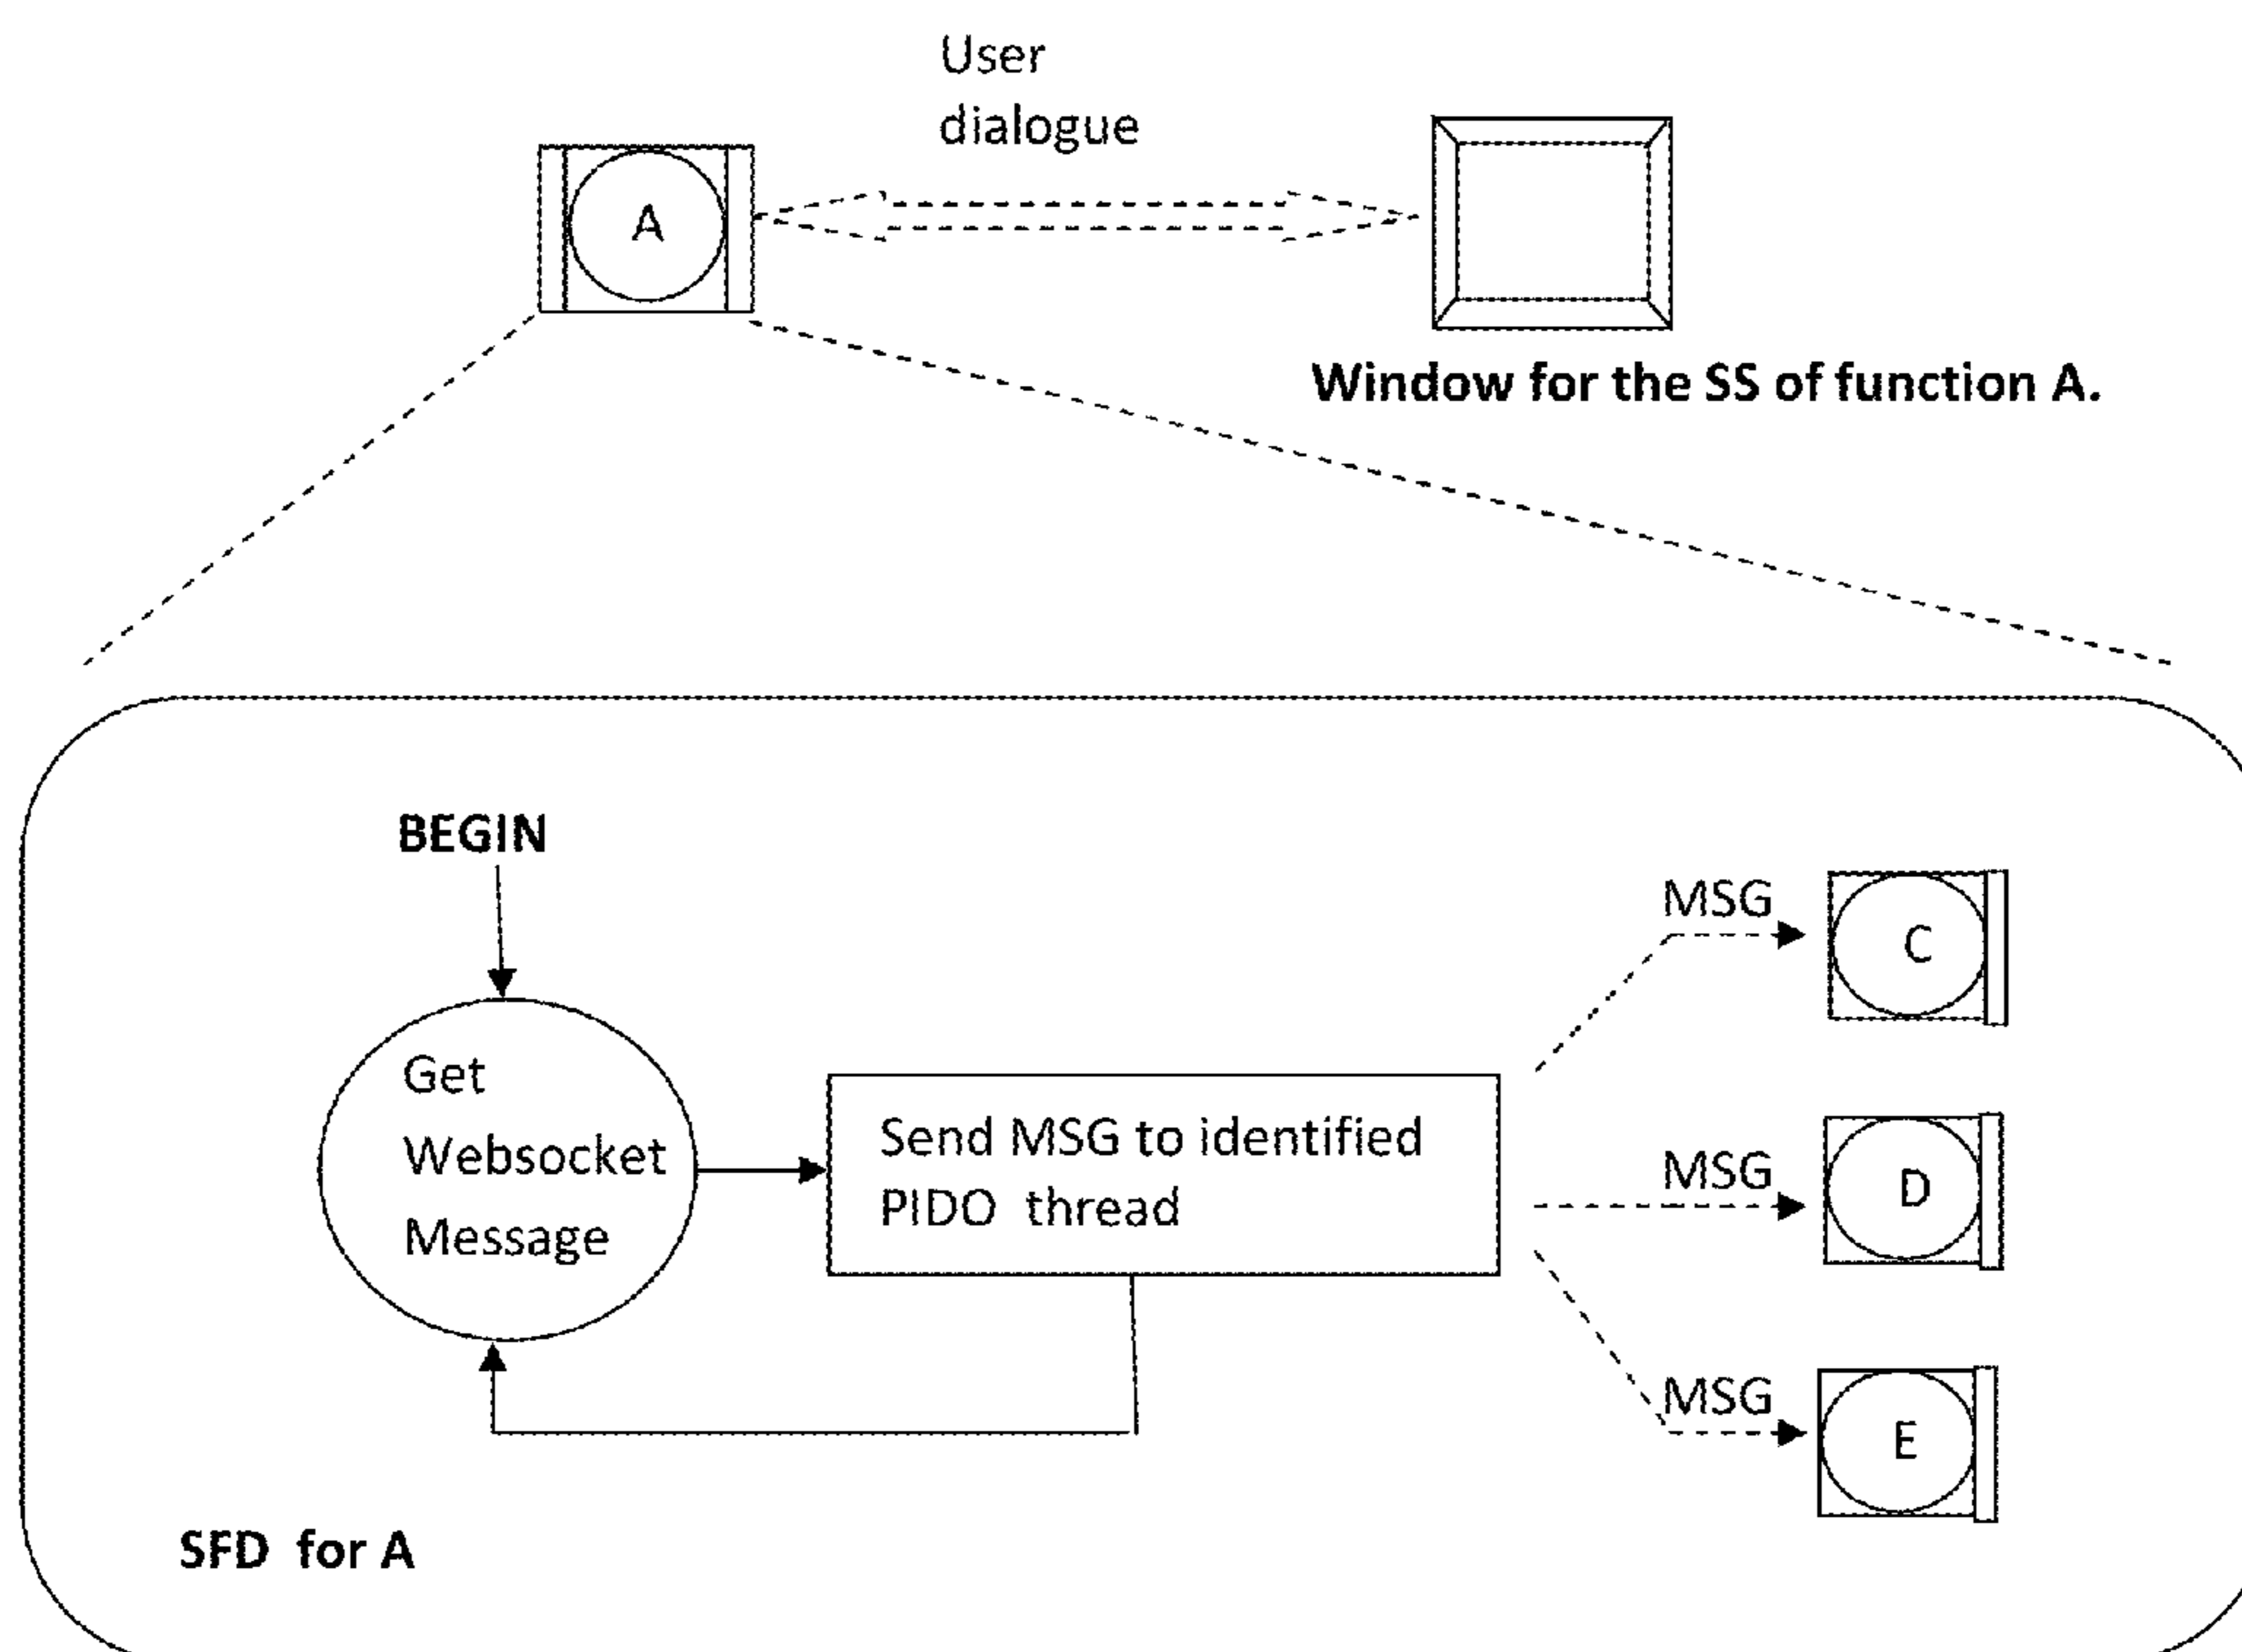 User
dialogue
A
Window for the SS of function A.
BEGIN
Get
Websocket
Message
Send MSG to identified
PIDO thread
MSG
C
MSG
D
MSG
E
SFD for A